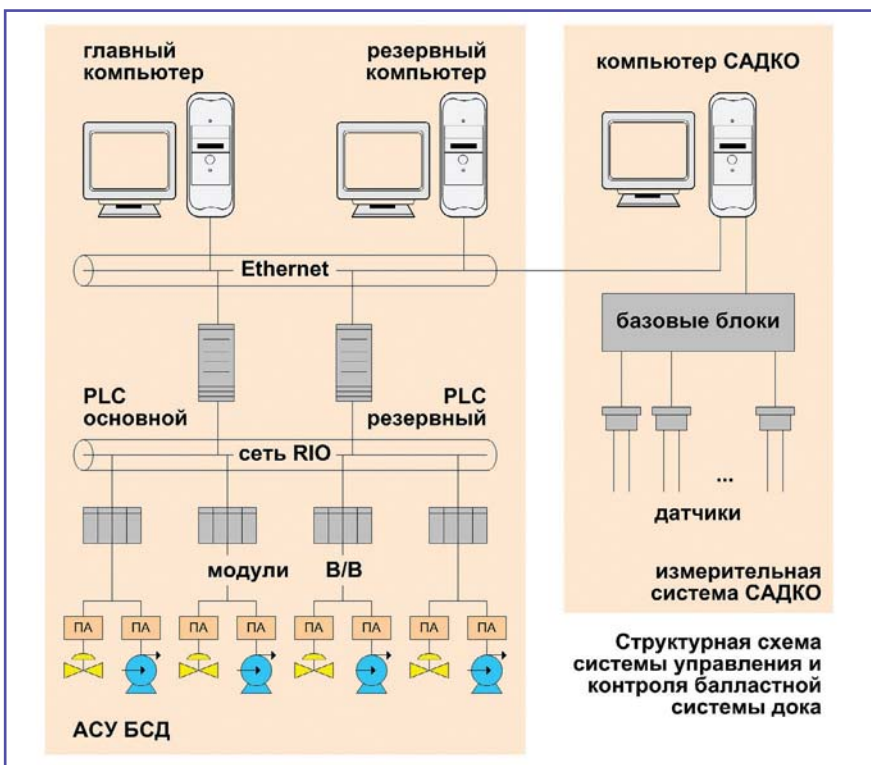 главный
компьютер
резервный
компьютер
компьютер САДКО
Ethernet
базовые блоки
PLC
основной
PLC
резервный
сеть RIO
...
датчики
модули В/В
измерительная
система САДКО
ПА ПА ПА ПА ПА ПА ПА ПА
АСУ БСД
Структурная схема
системы управления и
контроля балластной
системы дока